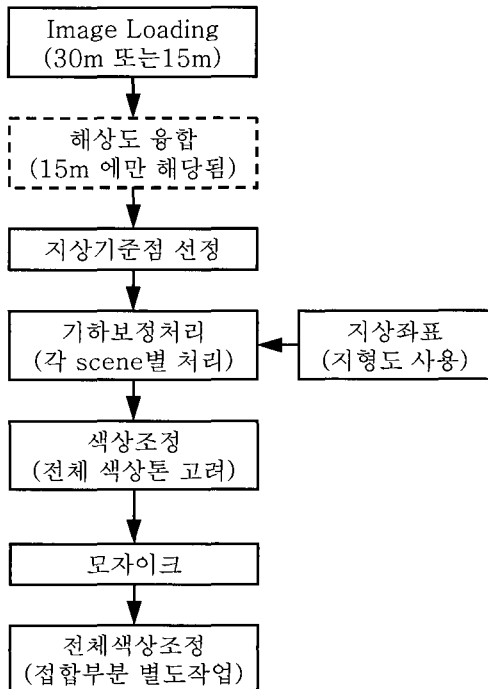 Image Loading
(30m 또는15m)
해상도 융합
(15m 에만 해당됨)
지상기준점 선정
기하보정처리
(각 scene별 처리)
지상좌표
(지형도 사용)
색상조정
(전체 색상톤 고려)
모자이크
전체색상조정
(접합부분 별도작업)